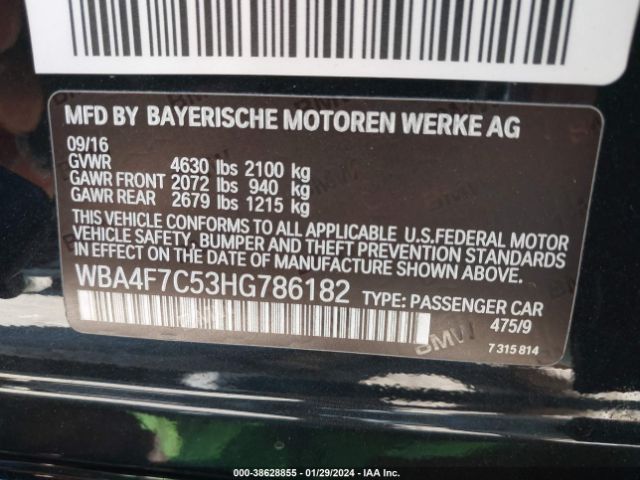 MFD BY BAYERISCHE MOTOREN WERKE AG
09/16
GVWR 4630 lbs 2100 kg
GAWR FRONT 2072 lbs 940 kg
GAWR REAR 2679 lbs 1215 kg
THIS VEHICLE CONFORMS TO ALL APPLICABLE U.S.FEDERAL MOTOR
VEHICLE SAFETY, BUMPER AND THEFT PREVENTION STANDARDS
IN EFFECT ON THE DATE OF MANUFACTURE SHOWN ABOVE.
WBA4F7C53HG786182 TYPE: PASSENGER CAR
475/9
BMW
7 315 814
000-38628855 | 01/29/2024 | IAA Inc.